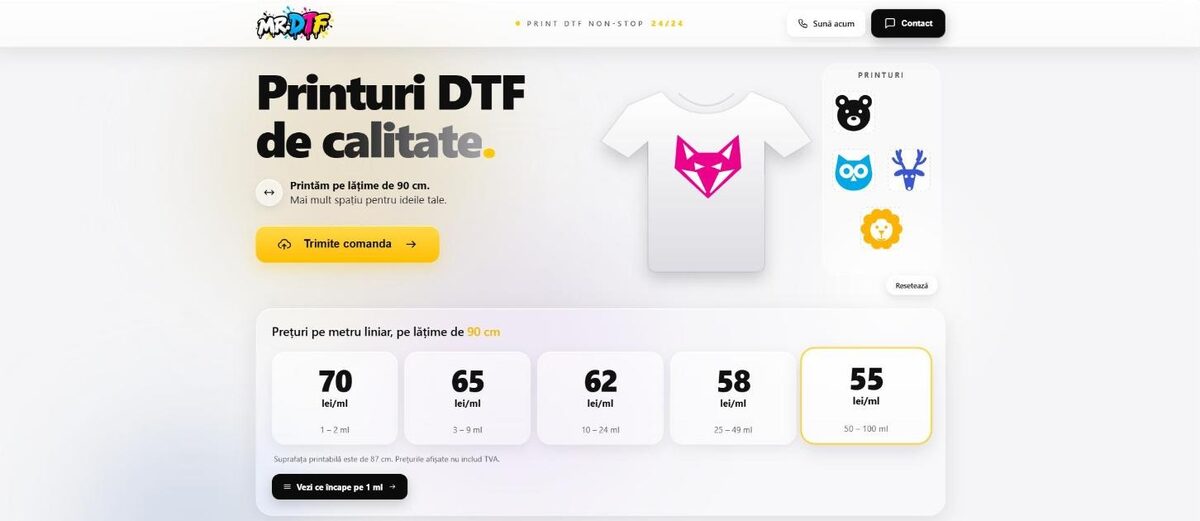 MR.DTF
PRINT DTF NON-STOP 24/24
Sună acum
Contact
Printuri DTF
de calitate.
Printăm pe lățime de 90 cm.
Mai mult spațiu pentru ideile tale.
Trimite comanda
PRINTURI
Resetează
Prețuri pe metru liniar, pe lățime de 90 cm
70
lei/ml
1 – 2 ml
65
lei/ml
3 – 9 ml
62
lei/ml
10 – 24 ml
58
lei/ml
25 – 49 ml
55
lei/ml
50 – 100 ml
Suprafața printabilă este de 87 cm. Prețurile afișate nu includ TVA.
Vezi ce încape pe 1 ml